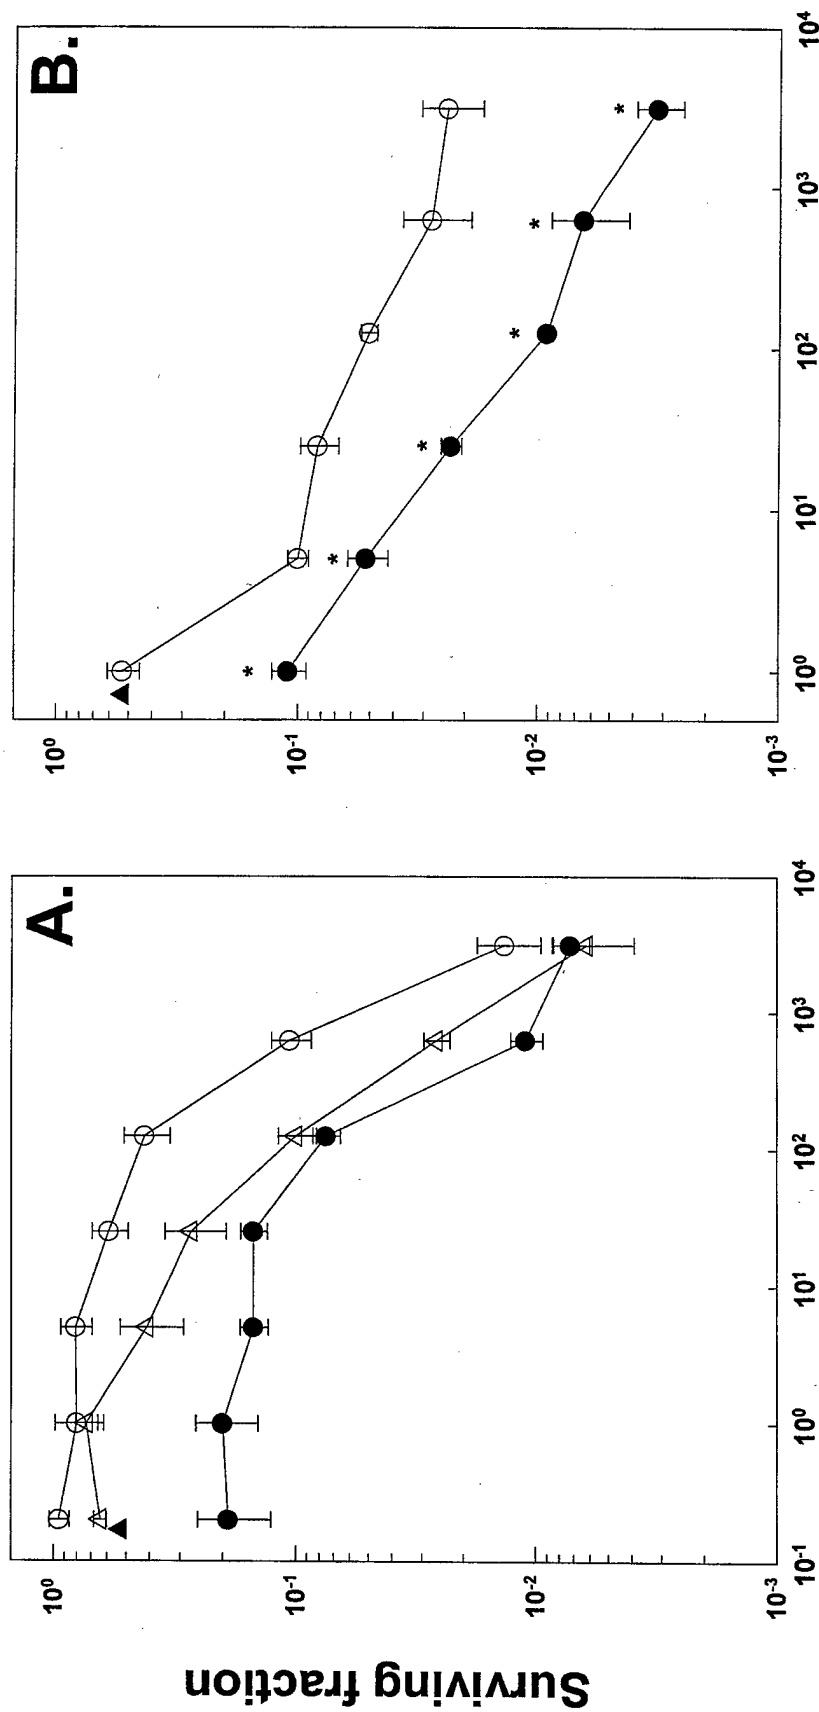 Surviving fraction
A.
10⁰
10⁻¹
10⁻²
10⁻³
10⁻¹ 10⁰ 10¹ 10² 10³ 10⁴
B.
10⁰
10⁻¹
10⁻²
10⁻³
10⁰ 10¹ 10² 10³ 10⁴
* * * * * *